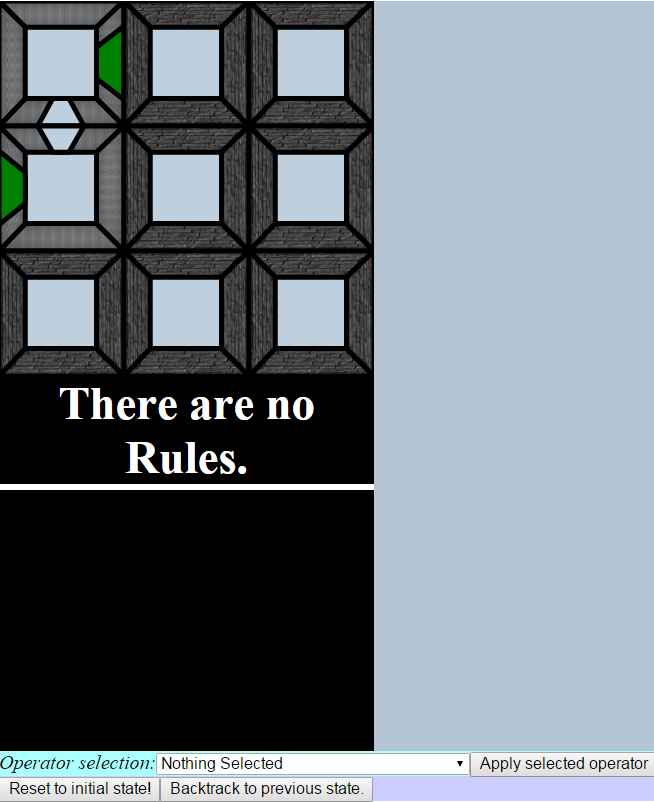 There are no
Rules.
Operator selection: Nothing Selected Apply selected operator
Reset to initial state! Backtrack to previous state.